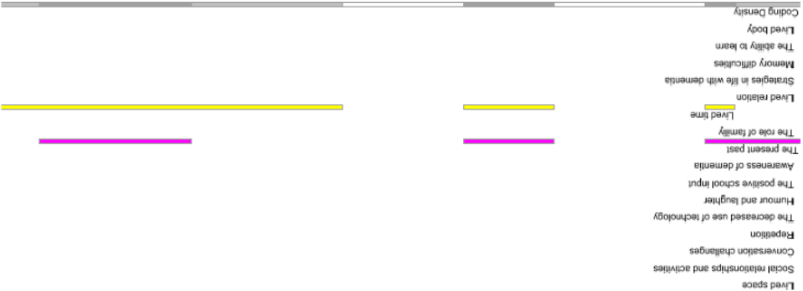 Lived space
Social relationships and activities
Conversation challanges
Repetition
The decreased use of technology
Humour and laughter
The positive school input
Awareness of dementia
The present past
The role of family
Lived time
Lived relation
Strategies in life with dementia
Memory difficulties
The ability to learn
Lived body
Coding Density